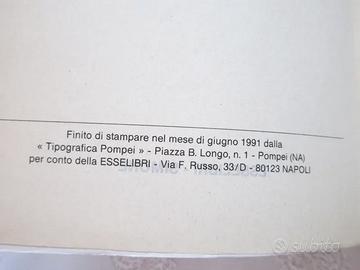 Finito di stampare nel mese di giugno 1991 dalla
« Tipografica Pompei » - Piazza B. Longo, n. 1 - Pompei (NA)
per conto della ESSELIBRI - Via F. Russo, 33/D - 80123 NAPOLI
subito